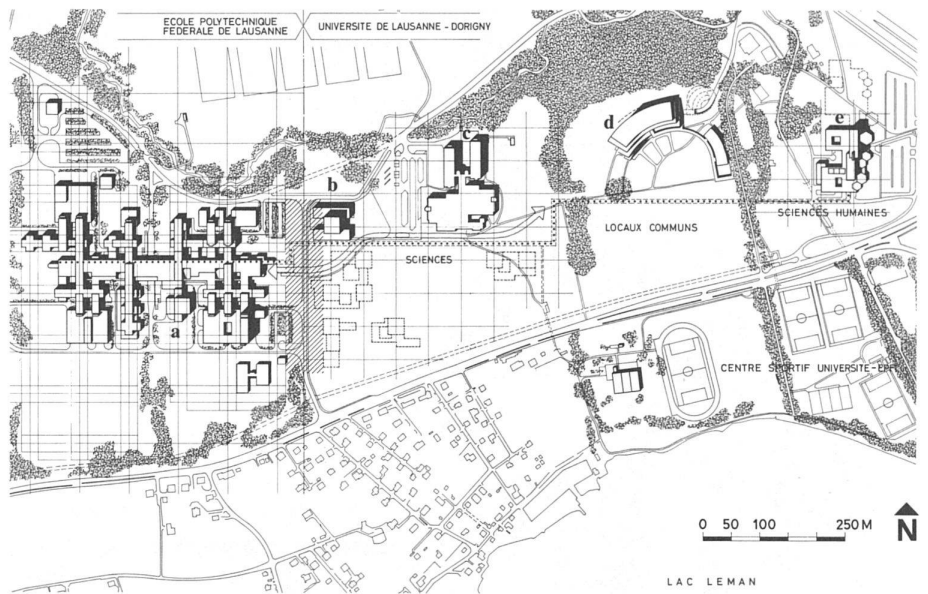 ECOLE POLYTECHNIQUE
FEDERALE DE LAUSANNE
UNIVERSITE DE LAUSANNE - DORIGNY
d
e
c
b
SCIENCES HUMAINES
LOCAUX COMMUNS
SCIENCES
a
CENTRE SPORTIF UNIVERSITE-EPFL
0 50 100 250 M
N
LAC LEMAN